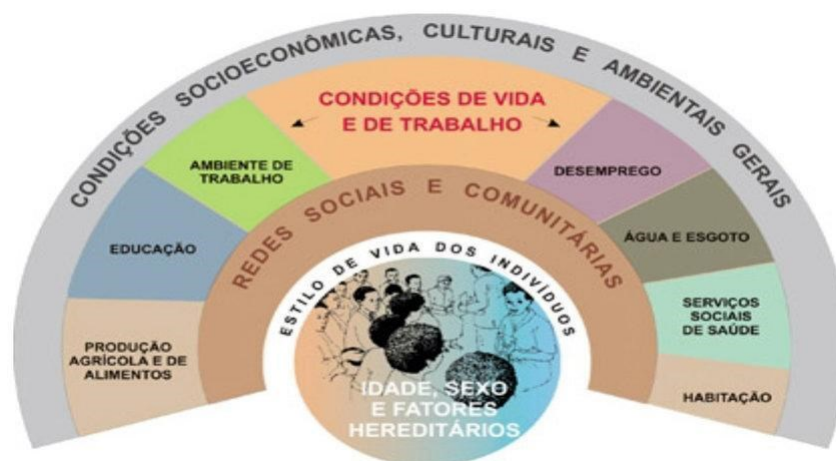 CONDIÇÕES SOCIOECONÔMICAS, CULTURAIS E AMBIENTAIS GERAIS
CONDIÇÕES DE VIDA
E DE TRABALHO
AMBIENTE DE
TRABALHO
DESEMPREGO
EDUCAÇÃO
ÁGUA E ESGOTO
PRODUÇÃO
AGRÍCOLA E DE
ALIMENTOS
SERVIÇOS
SOCIAIS
DE SAÚDE
HABITAÇÃO
REDES SOCIAIS E COMUNITÁRIAS
ESTILO DE VIDA DOS INDIVÍDUOS
IDADE, SEXO
E FATORES
HEREDITÁRIOS